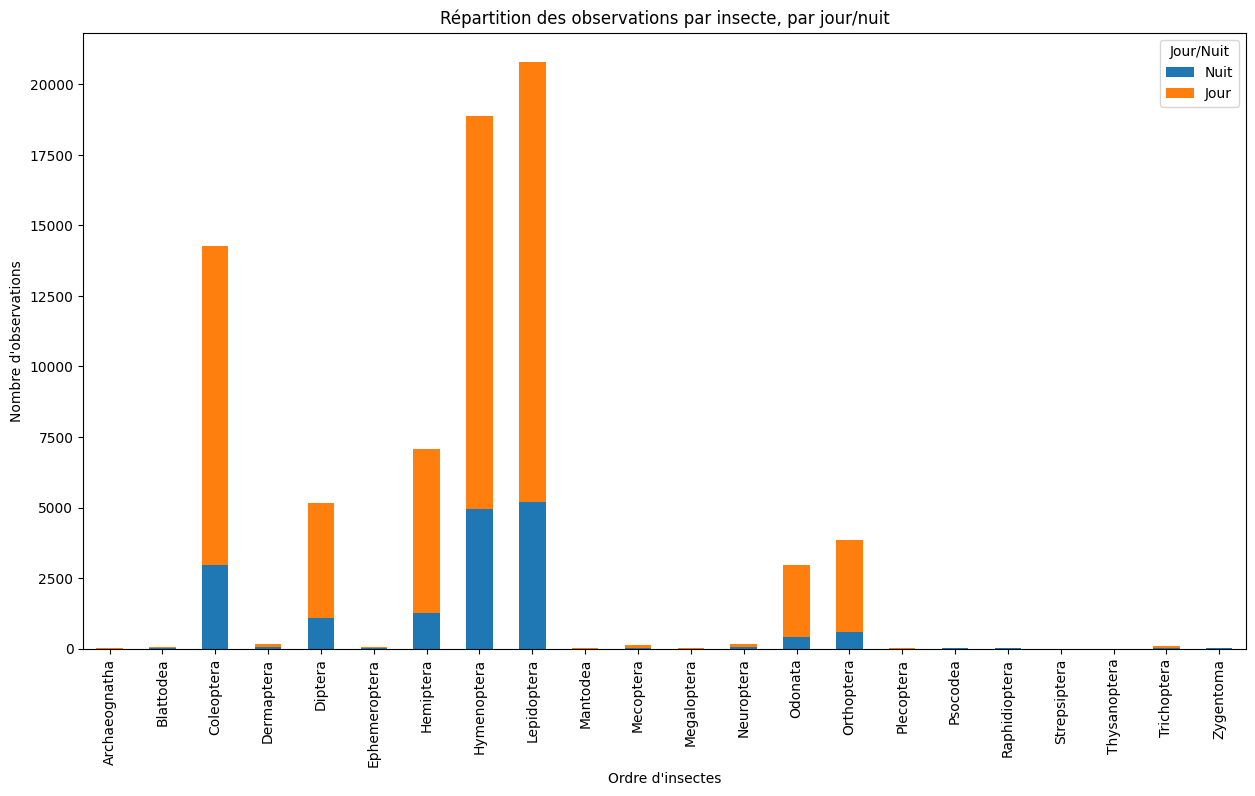 Répartition des observations par insecte, par jour/nuit
Jour/Nuit
Nuit
Jour
Nombre d'observations
20000
17500
15000
12500
10000
7500
5000
2500
0
Archaeognatha
Blattodea
Coleoptera
Dermaptera
Diptera
Ephemeroptera
Hemiptera
Hymenoptera
Lepidoptera
Mantodea
Mecoptera
Megaloptera
Neuroptera
Odonata
Orthoptera
Plecoptera
Psocodea
Raphidioptera
Strepsiptera
Thysanoptera
Trichoptera
Zygentoma
Ordre d'insectes